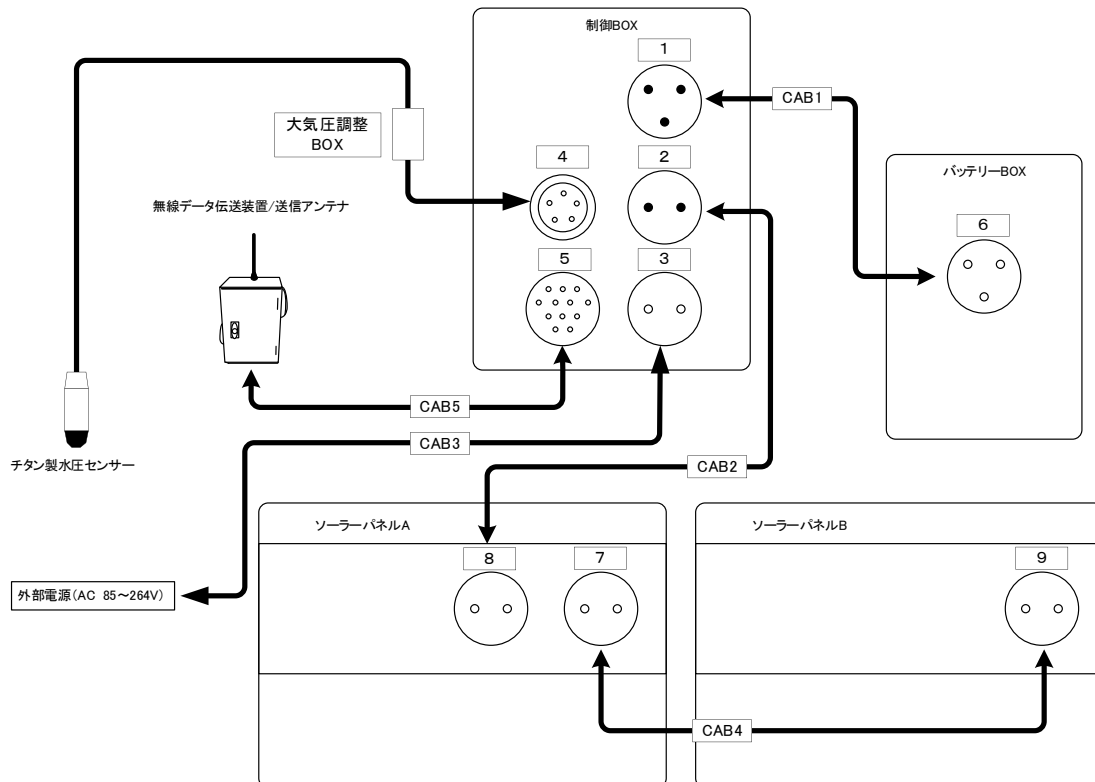 制御BOX
1
CAB1
大気圧調整
BOX
4
2
バッテリーBOX
無線データ伝送装置/送信アンテナ
6
5
3
CAB5
CAB3
チタン製水圧センサー
CAB2
ソーラーパネルA
ソーラーパネルB
8
7
9
外部電源(AC 85~264V)
CAB4